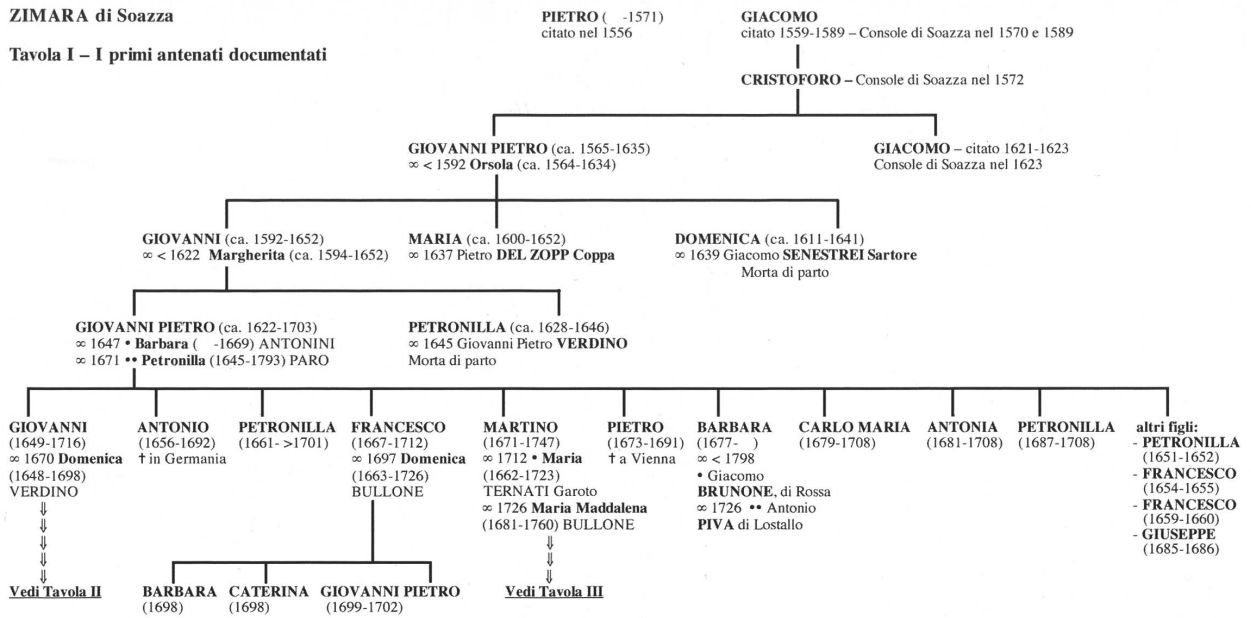 ZIMARA di Soazza
Tavola I – I primi antenati documentati
PIETRO ( -1571)
citato nel 1556
GIACOMO
citato 1559-1589 – Console di Soazza nel 1570 e 1589
CRISTOFORO – Console di Soazza nel 1572
GIOVANNI PIETRO (ca. 1565-1635)
∞ < 1592 Orsola (ca. 1564-1634)
GIACOMO – citato 1621-1623
Console di Soazza nel 1623
GIOVANNI (ca. 1592-1652)
∞ < 1622 Margherita (ca. 1594-1652)
MARIA (ca. 1600-1652)
∞ 1637 Pietro DEL ZOPP Coppa
DOMENICA (ca. 1611-1641)
∞ 1639 Giacomo SENESTREI Sartore
Morta di parto
GIOVANNI PIETRO (ca. 1622-1703)
∞ 1647 • Barbara ( -1669) ANTONINI
∞ 1671 •• Petronilla (1645-1793) PARO
PETRONILLA (ca. 1628-1646)
∞ 1645 Giovanni Pietro VERDINO
Morta di parto
GIOVANNI
(1649-1716)
∞ 1670 Domenica
(1648-1698)
VERDINO
⇓
⇓
⇓
⇓
⇓
Vedi Tavola II
ANTONIO
(1656-1692)
† in Germania
PETRONILLA
(1661- >1701)
FRANCESCO
(1667-1712)
∞ 1697 Domenica
(1663-1726)
BULLONE
BARBARA
(1698)
CATERINA
(1698)
GIOVANNI PIETRO
(1699-1702)
MARTINO
(1671-1747)
∞ 1712 • Maria
(1662-1723)
TERNATI Garoto
∞ 1726 Maria Maddalena
(1681-1760) BULLONE
⇓
⇓
⇓
Vedi Tavola III
PIETRO
(1673-1691)
† a Vienna
BARBARA
(1677- )
∞ < 1798
• Giacomo
BRUNONE, di Rossa
∞ 1726 •• Antonio
PIVA di Lostallo
CARLO MARIA
(1679-1708)
ANTONIA
(1681-1708)
PETRONILLA
(1687-1708)
altri figli:
- PETRONILLA
(1651-1652)
- FRANCESCO
(1654-1655)
- FRANCESCO
(1659-1660)
- GIUSEPPE
(1685-1686)